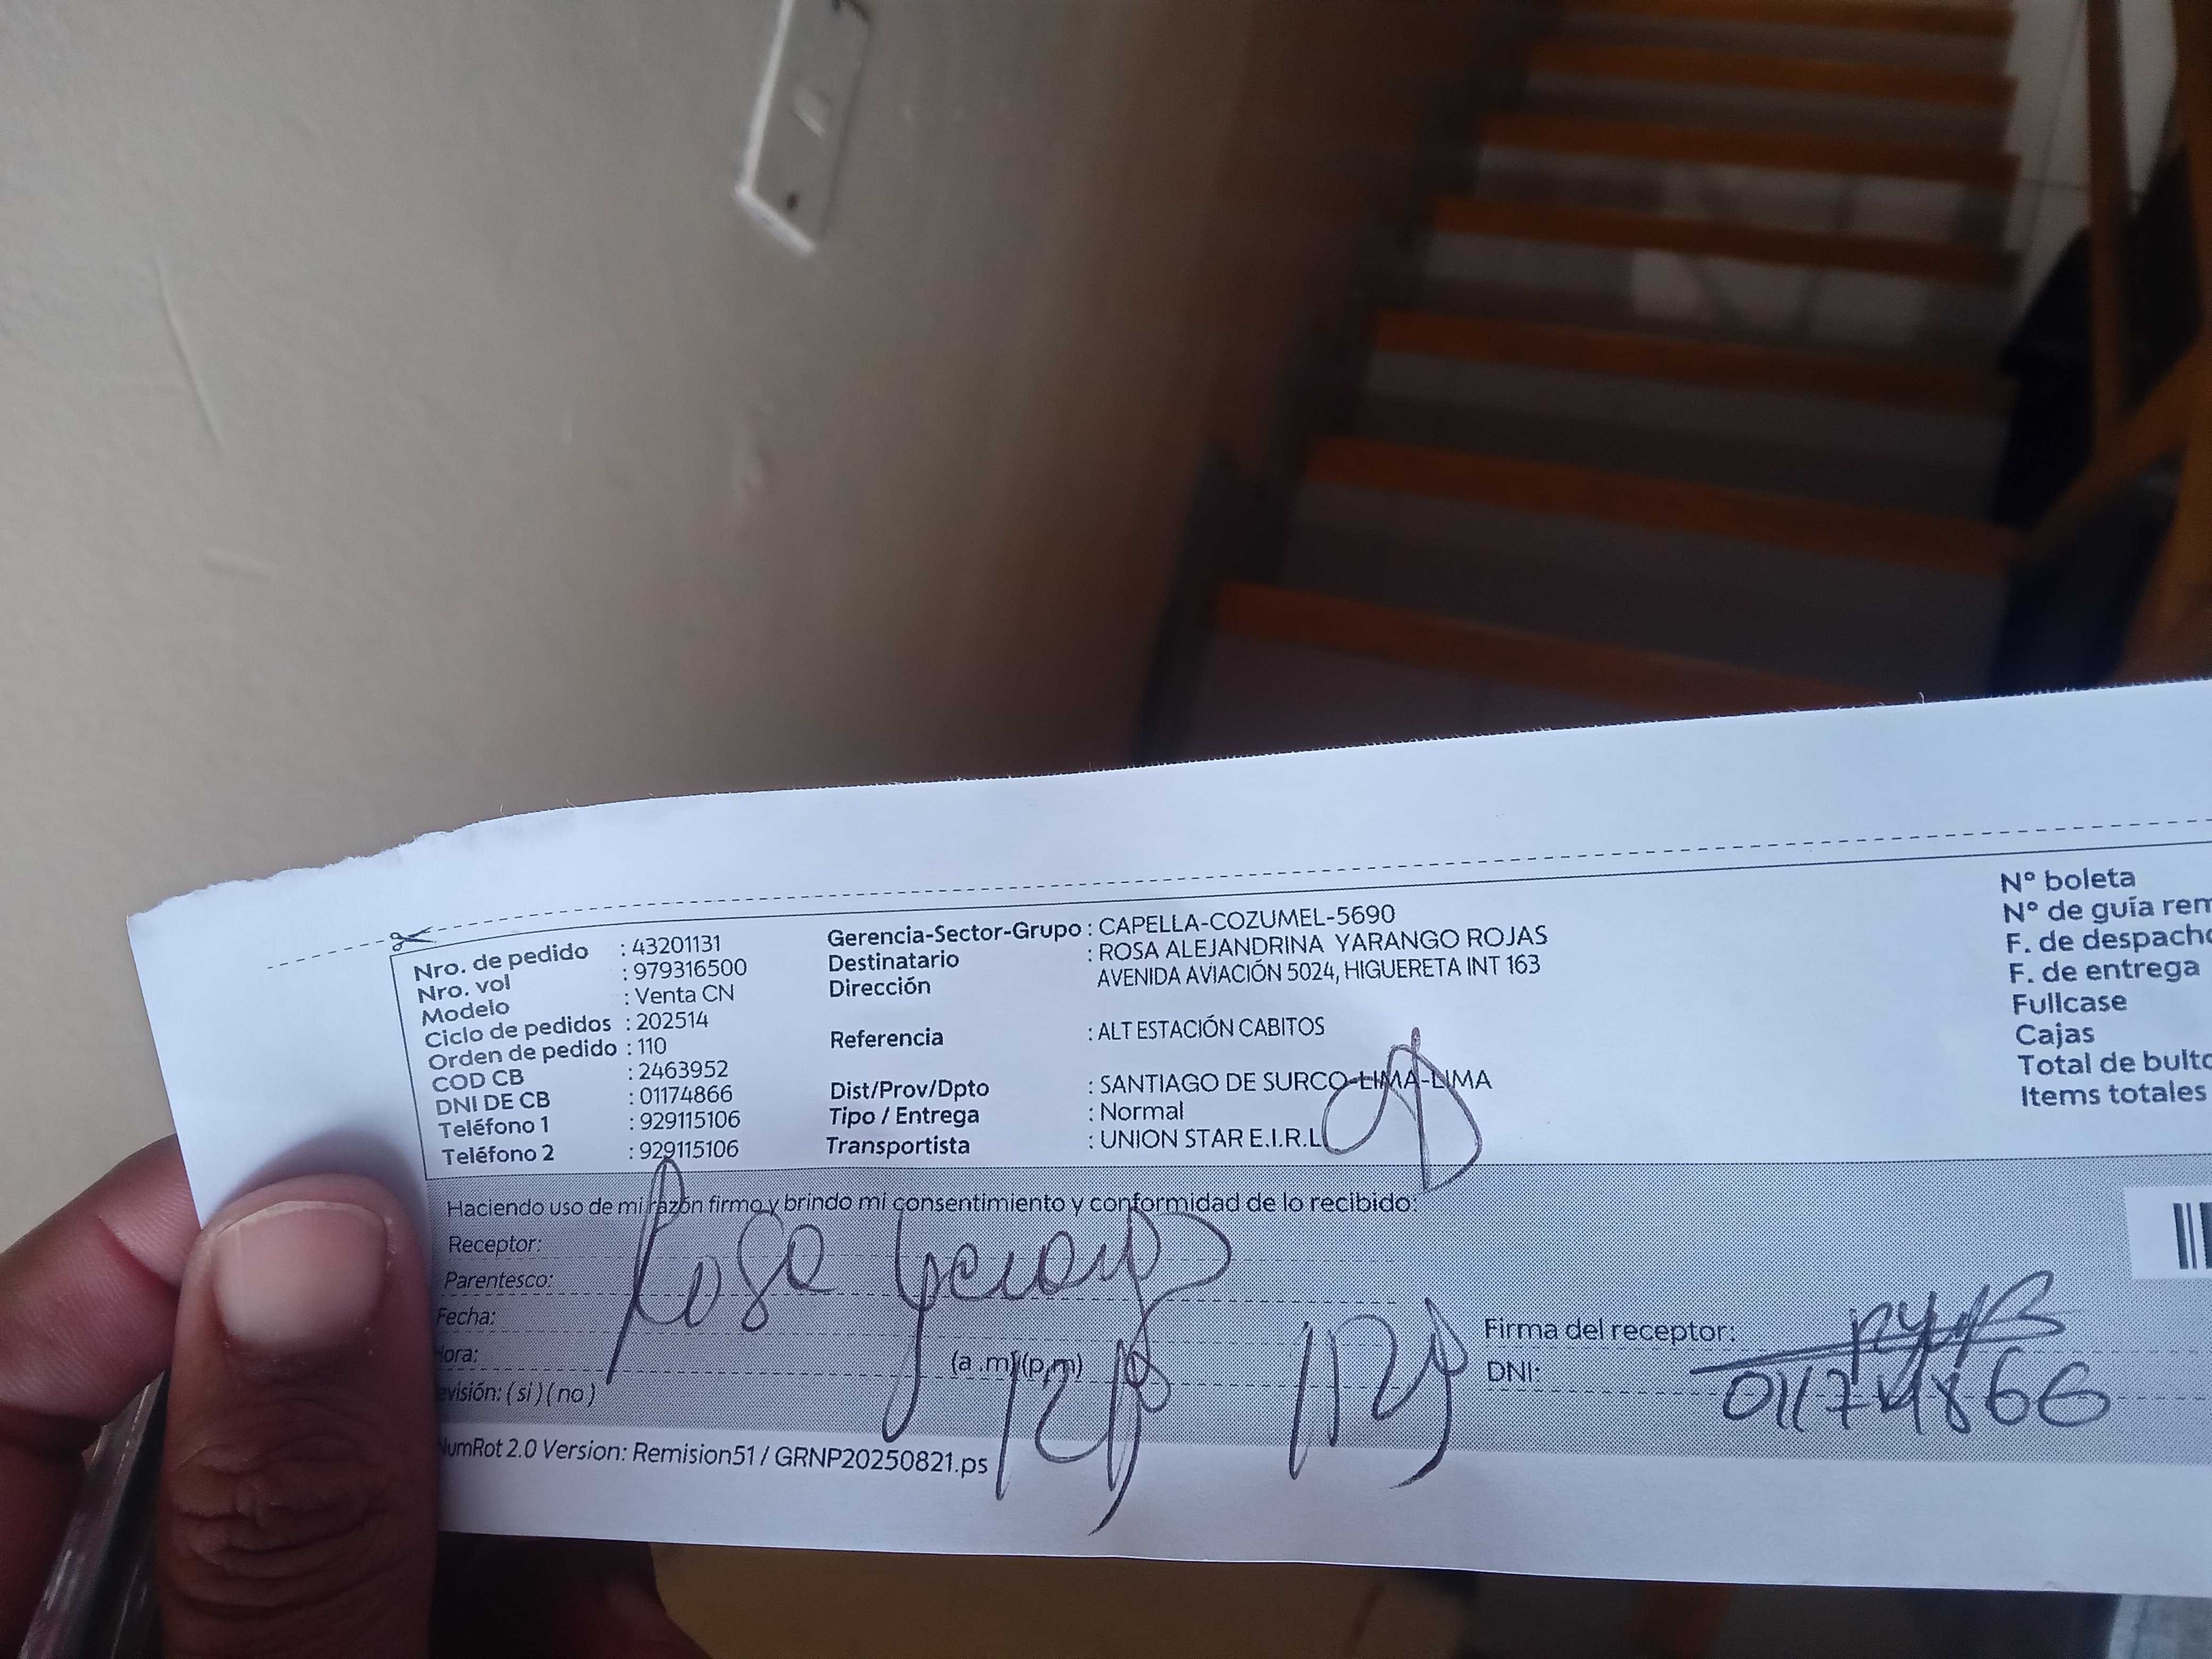 Nro. de pedido : 43201131
Nro. vol : 979316500
Modelo : Venta CN
Ciclo de pedidos : 202514
Orden de pedido : 110
COD CB : 2463952
DNI DE CB : 01174866
Teléfono 1 : 929115106
Teléfono 2 : 929115106
Gerencia-Sector-Grupo : CAPELLA-COZUMEL-5690
Destinatario : ROSA ALEJANDRINA YARANGO ROJAS
Dirección AVENIDA AVIACIÓN 5024, HIGUERETA INT 163
Referencia : ALT ESTACIÓN CABITOS
Dist/Prov/Dpto : SANTIAGO DE SURCO-LIMA-LIMA
Tipo / Entrega : Normal
Transportista : UNION STAR E.I.R.L
N° boleta
N° de guía rem
F. de despacho
F. de entrega
Fullcase
Cajas
Total de bulto
Items totales
Haciendo uso de mi razón firmo y brindo mi consentimiento y conformidad de lo recibido:
Receptor: Rosa
Parentesco:
Fecha:
ora: (a .m)(p,m)
evisión: ( si ) ( no )
Firma del receptor:
DNI: 01174866
NumRot 2.0 Version: Remision51 / GRNP20250821.ps